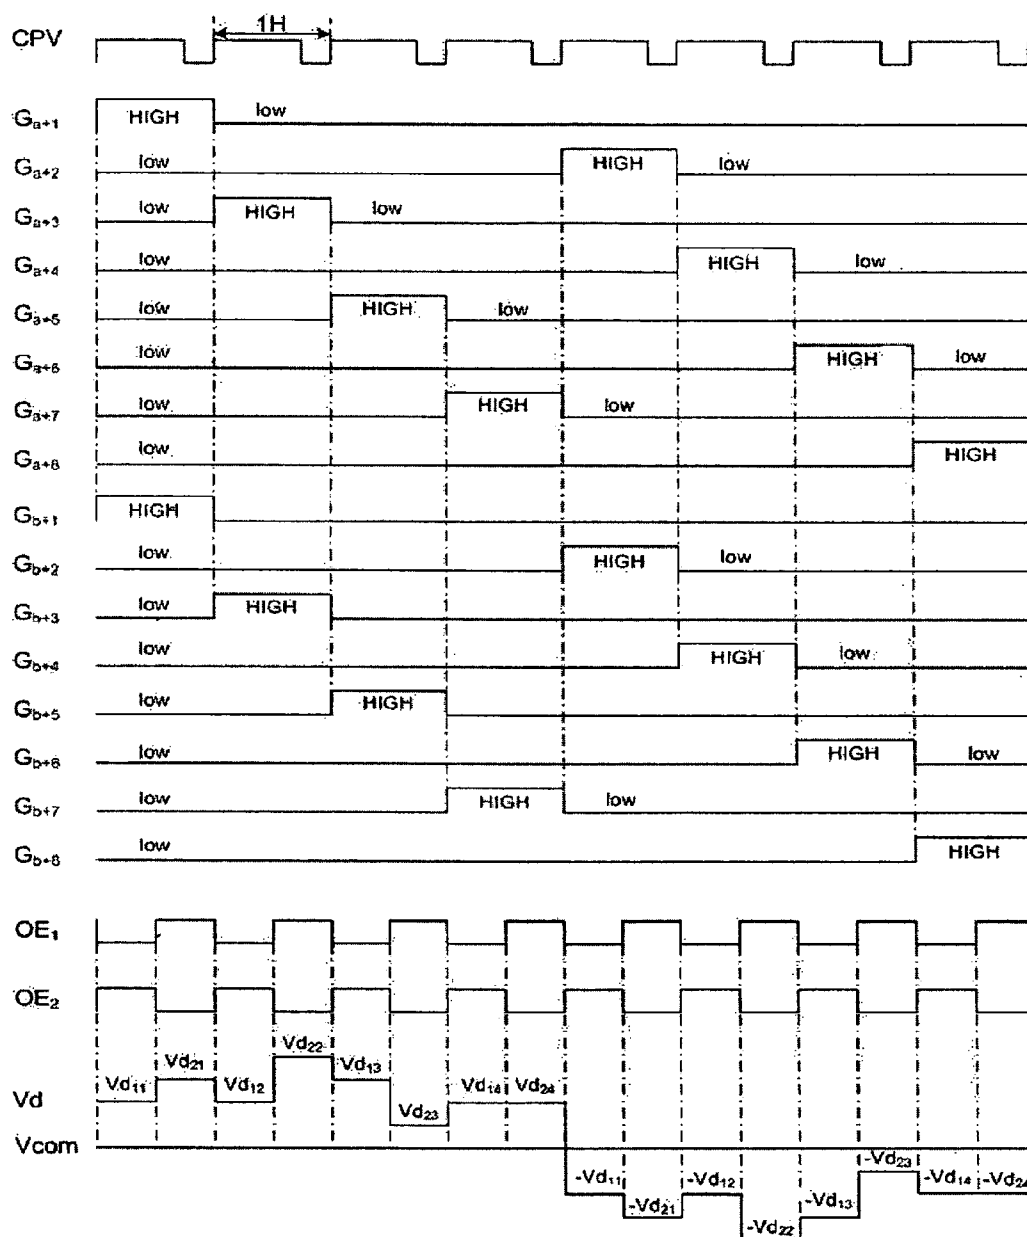 1H
CPV
Ga+1 HIGH low
Ga+2 low HIGH low
Ga+3 low HIGH low
Ga+4 low HIGH low
Ga+5 low HIGH low
Ga+6 low HIGH low
Ga+7 low HIGH low
Ga+8 low HIGH
Gb+1 HIGH
Gb+2 low HIGH low
Gb+3 low HIGH
Gb+4 low HIGH low
Gb+5 low HIGH
Gb+6 low HIGH low
Gb+7 low HIGH low
Gb+8 low HIGH
OE1
OE2
Vd Vd11 Vd21 Vd12 Vd22 Vd13 Vd23 Vd14 Vd24
Vcom
-Vd11 -Vd21 -Vd12 -Vd22 -Vd13 -Vd23 -Vd14 -Vd24